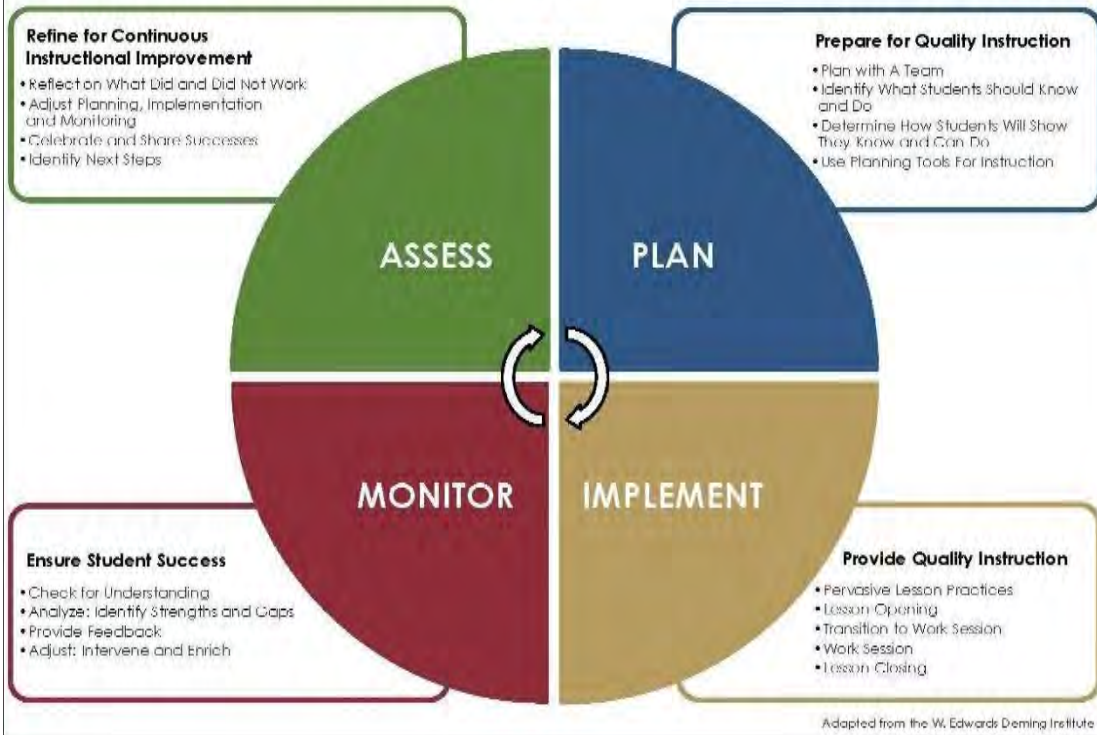 Refine for Continuous
Instructional Improvement
• Reflect on What Did and Did Not Work
• Adjust Planning, Implementation
and Monitoring
• Celebrate and Share Successes
• Identify Next Steps
Prepare for Quality Instruction
• Plan with A Team
• Identify What Students Should Know
and Do
• Determine How Students Will Show
They Know and Can Do
• Use Planning Tools For Instruction
ASSESS
PLAN
MONITOR
IMPLEMENT
Ensure Student Success
• Check for Understanding
• Analyze: Identify Strengths and Gaps
• Provide Feedback
• Adjust: Intervene and Enrich
Provide Quality Instruction
• Pervasive Lesson Practices
• Lesson Opening
• Transition to Work Session
• Work Session
• Lesson Closing
Adapted from the W. Edwards Deming Institute